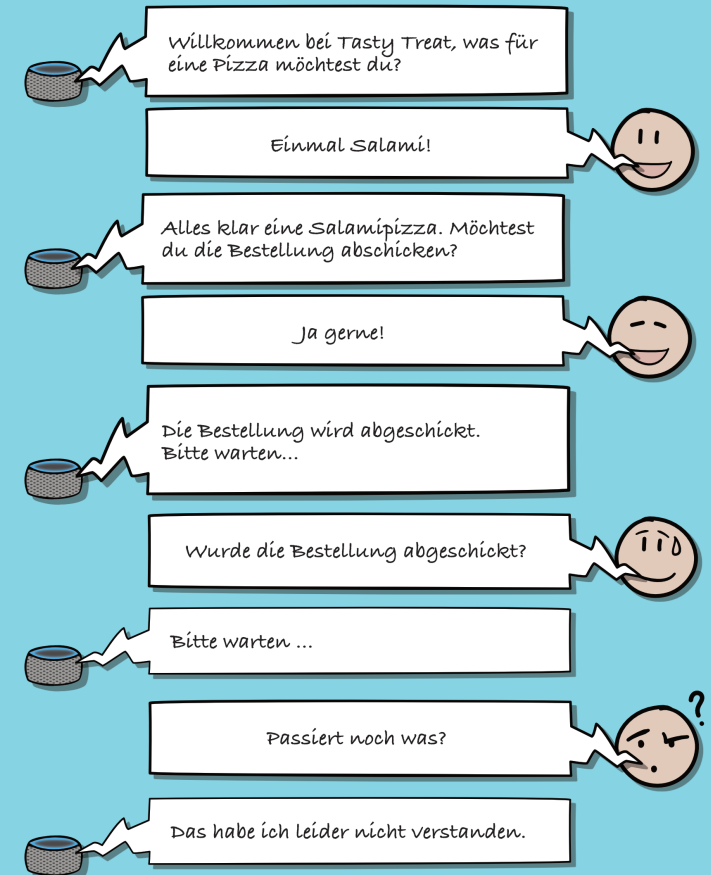 Willkommen bei Tasty Treat, was für
eine Pizza möchtest du?
Einmal Salami!
Alles klar eine Salamipizza. Möchtest
du die Bestellung abschicken?
Ja gerne!
Die Bestellung wird abgeschickt.
Bitte warten...
Wurde die Bestellung abgeschickt?
Bitte warten ...
?
Passiert noch was?
Das habe ich leider nicht verstanden.